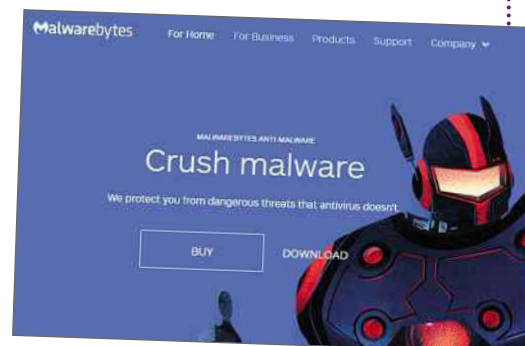 Malwarebytes For Home For Business Products Support Company
MALWAREBYTES ANTI-MALWARE
Crush malware
We protect you from dangerous threats that antivirus doesn't.
BUY DOWNLOAD